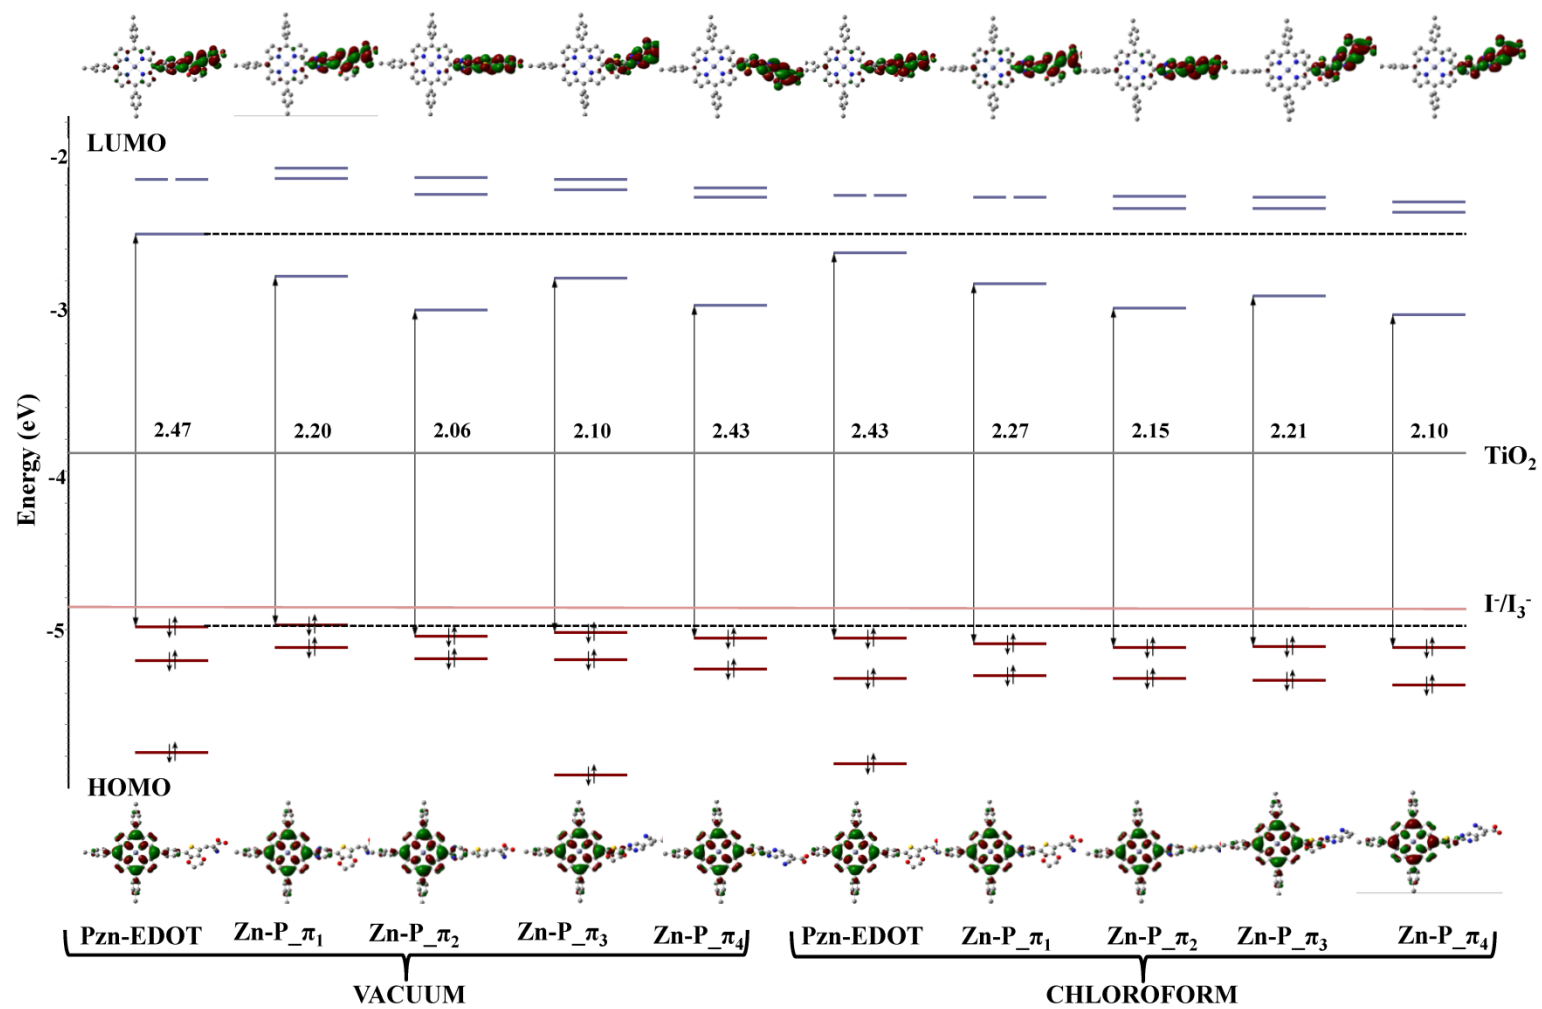 LUMO
-2
-3
Energy (eV)
2.47
2.20
2.06
2.10
2.43
2.43
2.27
2.15
2.21
2.10
TiO₂
-4
I⁻/I₃⁻
-5
HOMO
Pzn-EDOT
Zn-P_π₁
Zn-P_π₂
Zn-P_π₃
Zn-P_π₄
Pzn-EDOT
Zn-P_π₁
Zn-P_π₂
Zn-P_π₃
Zn-P_π₄
VACUUM
CHLOROFORM